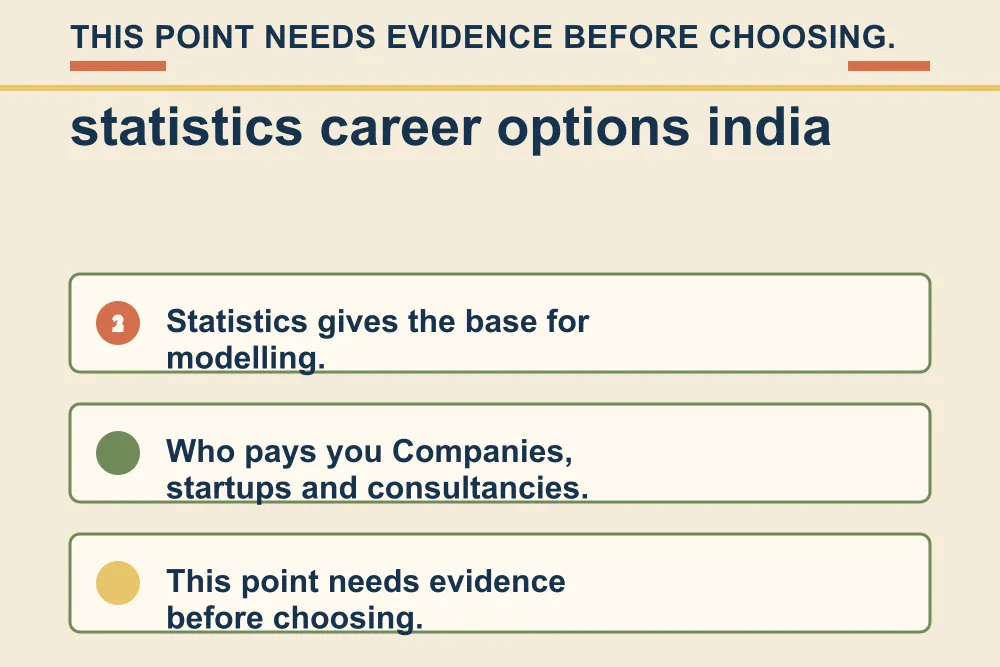 THIS POINT NEEDS EVIDENCE BEFORE CHOOSING.
statistics career options india
Statistics gives the base for
modelling.
Who pays you Companies,
startups and consultancies.
This point needs evidence
before choosing.